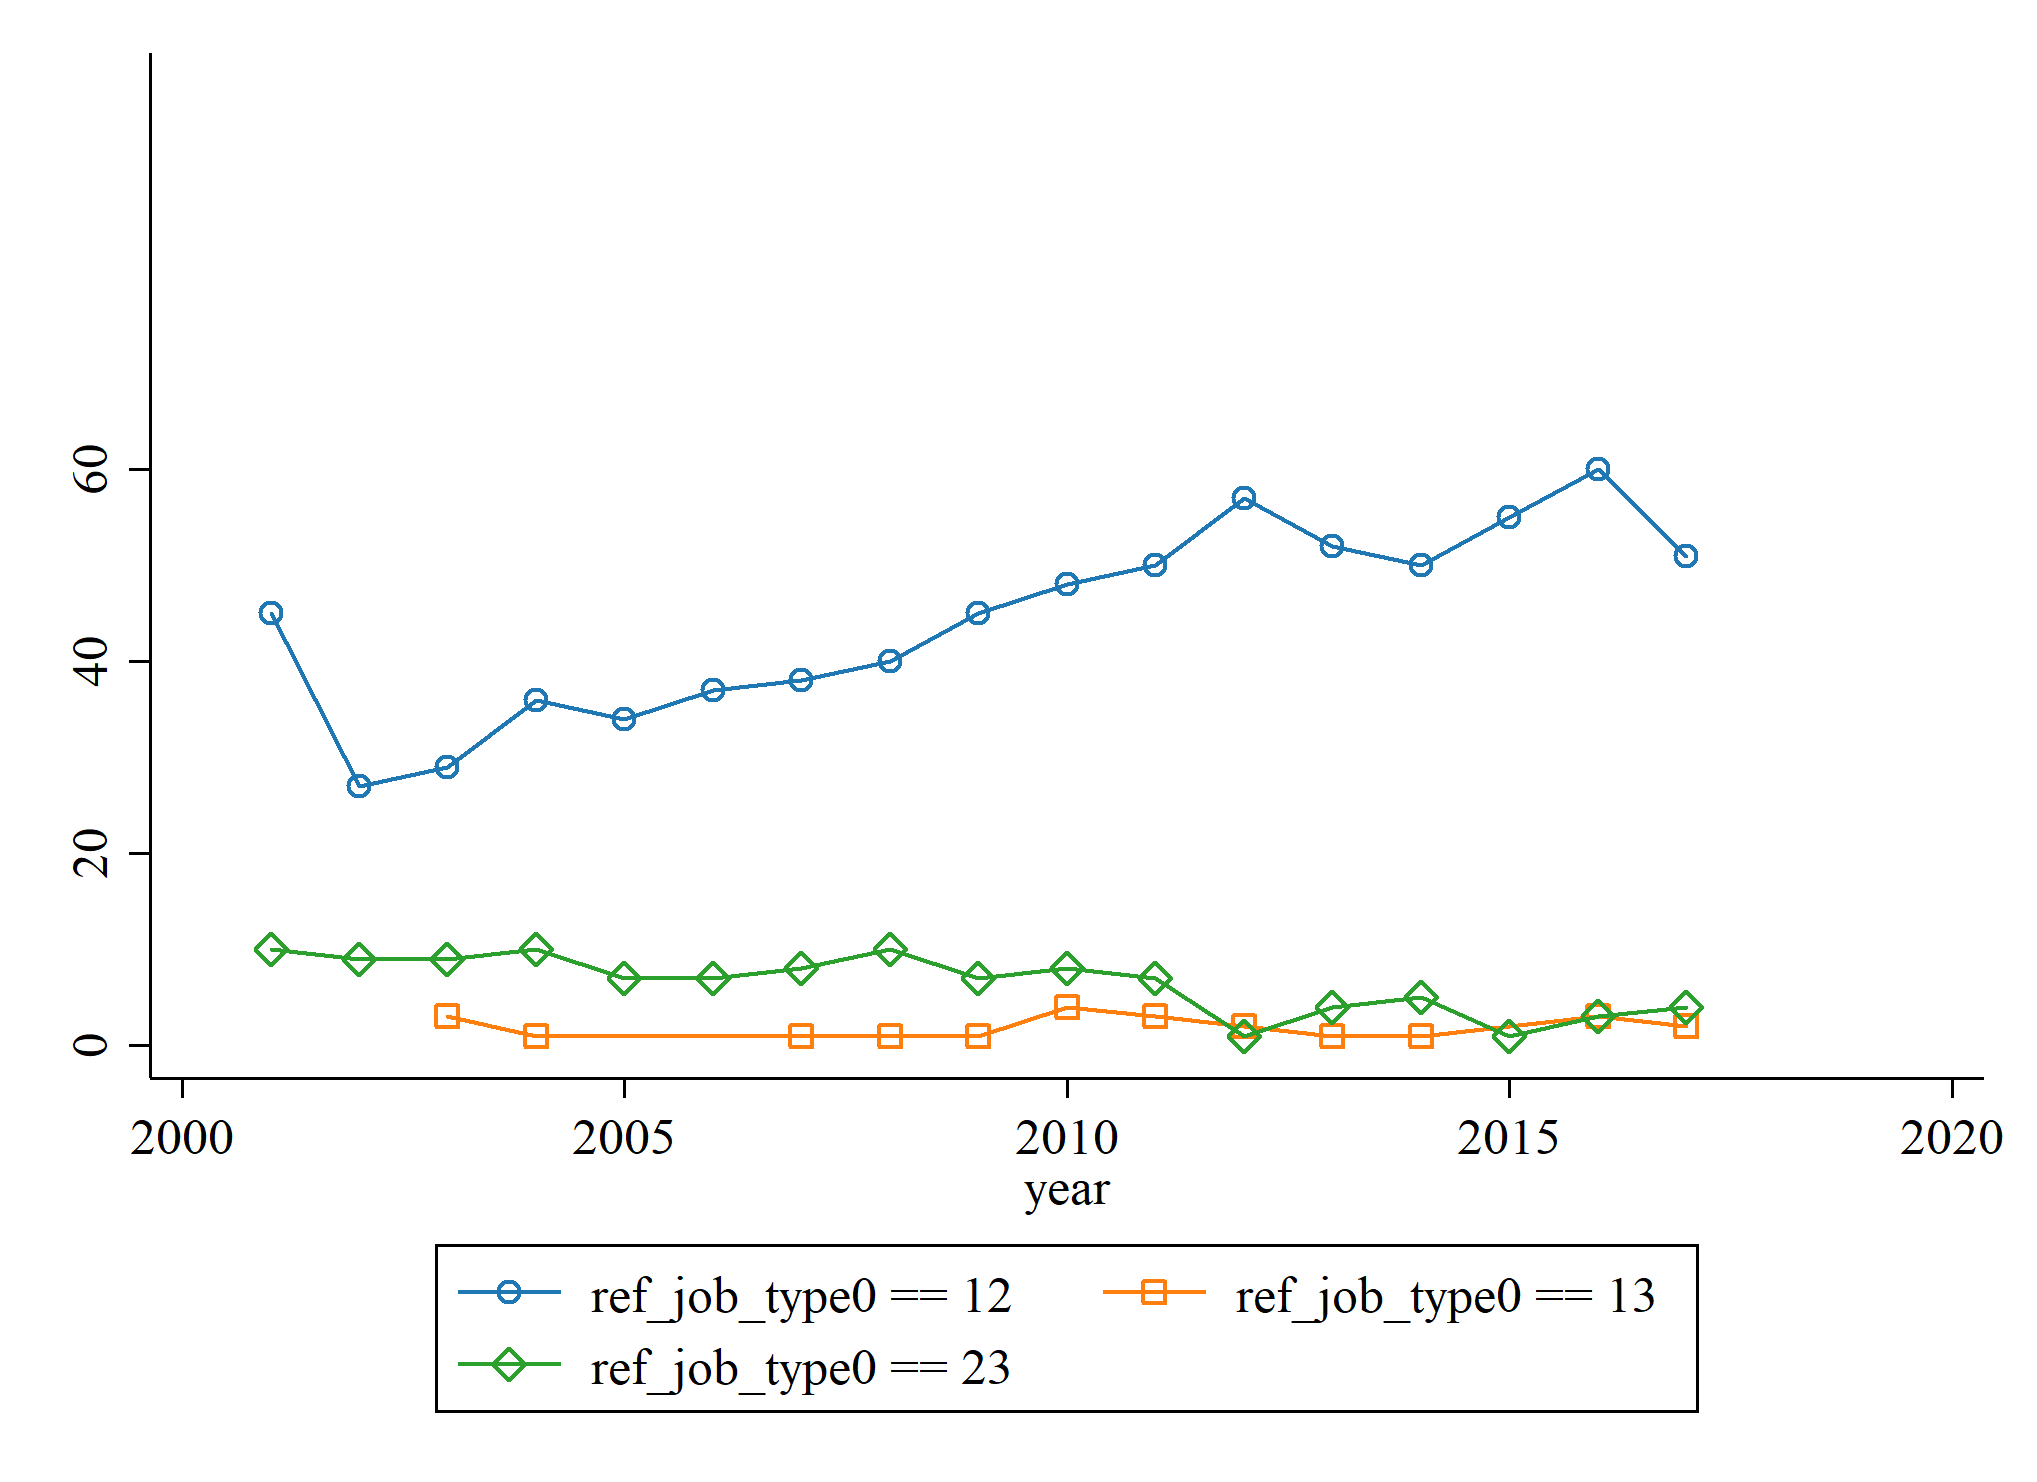 60
40
20
0
2000 2005 2010 2015 2020
year
ref_job_type0 == 12 ref_job_type0 == 13
ref_job_type0 == 23